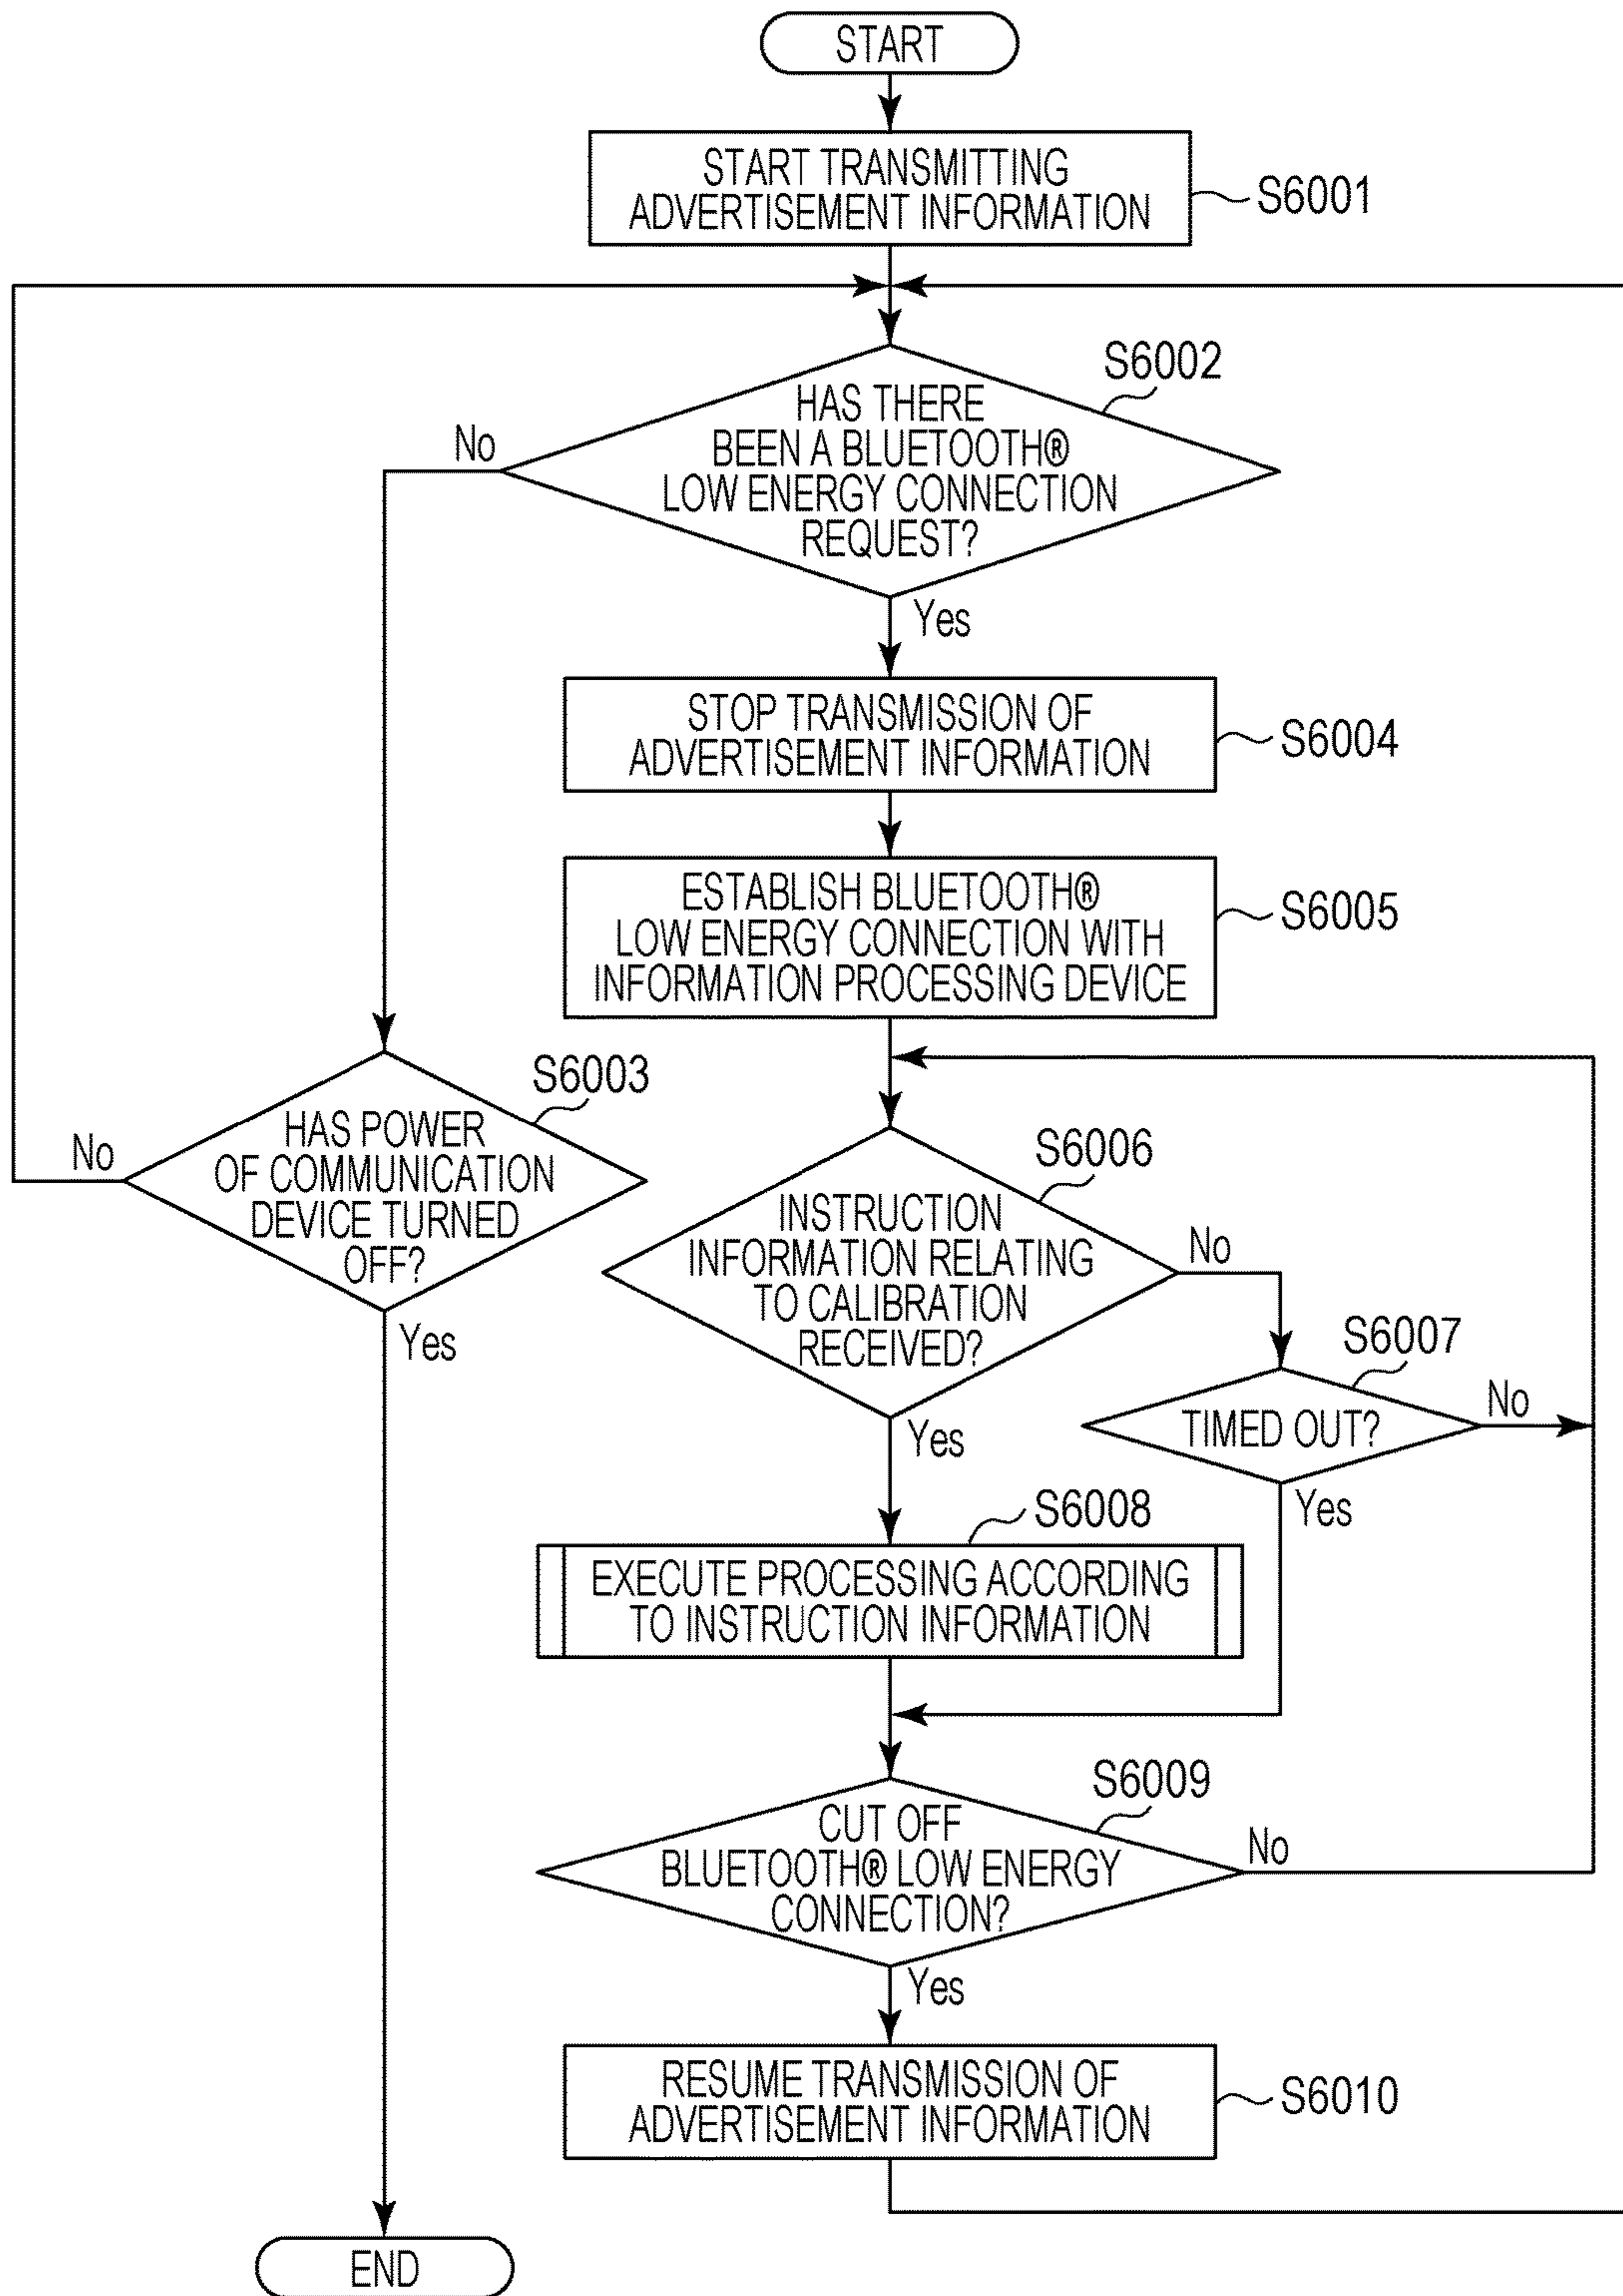 START
START TRANSMITTING
ADVERTISEMENT INFORMATION
S6001
S6002
HAS THERE
BEEN A BLUETOOTH®
LOW ENERGY CONNECTION
REQUEST?
No
Yes
STOP TRANSMISSION OF
ADVERTISEMENT INFORMATION
S6004
ESTABLISH BLUETOOTH®
LOW ENERGY CONNECTION WITH
INFORMATION PROCESSING DEVICE
S6005
S6003
HAS POWER
OF COMMUNICATION
DEVICE TURNED
OFF?
No
Yes
S6006
INSTRUCTION
INFORMATION RELATING
TO CALIBRATION
RECEIVED?
No
Yes
S6007
TIMED OUT?
No
Yes
S6008
EXECUTE PROCESSING ACCORDING
TO INSTRUCTION INFORMATION
S6009
CUT OFF
BLUETOOTH® LOW ENERGY
CONNECTION?
No
Yes
RESUME TRANSMISSION OF
ADVERTISEMENT INFORMATION
S6010
END